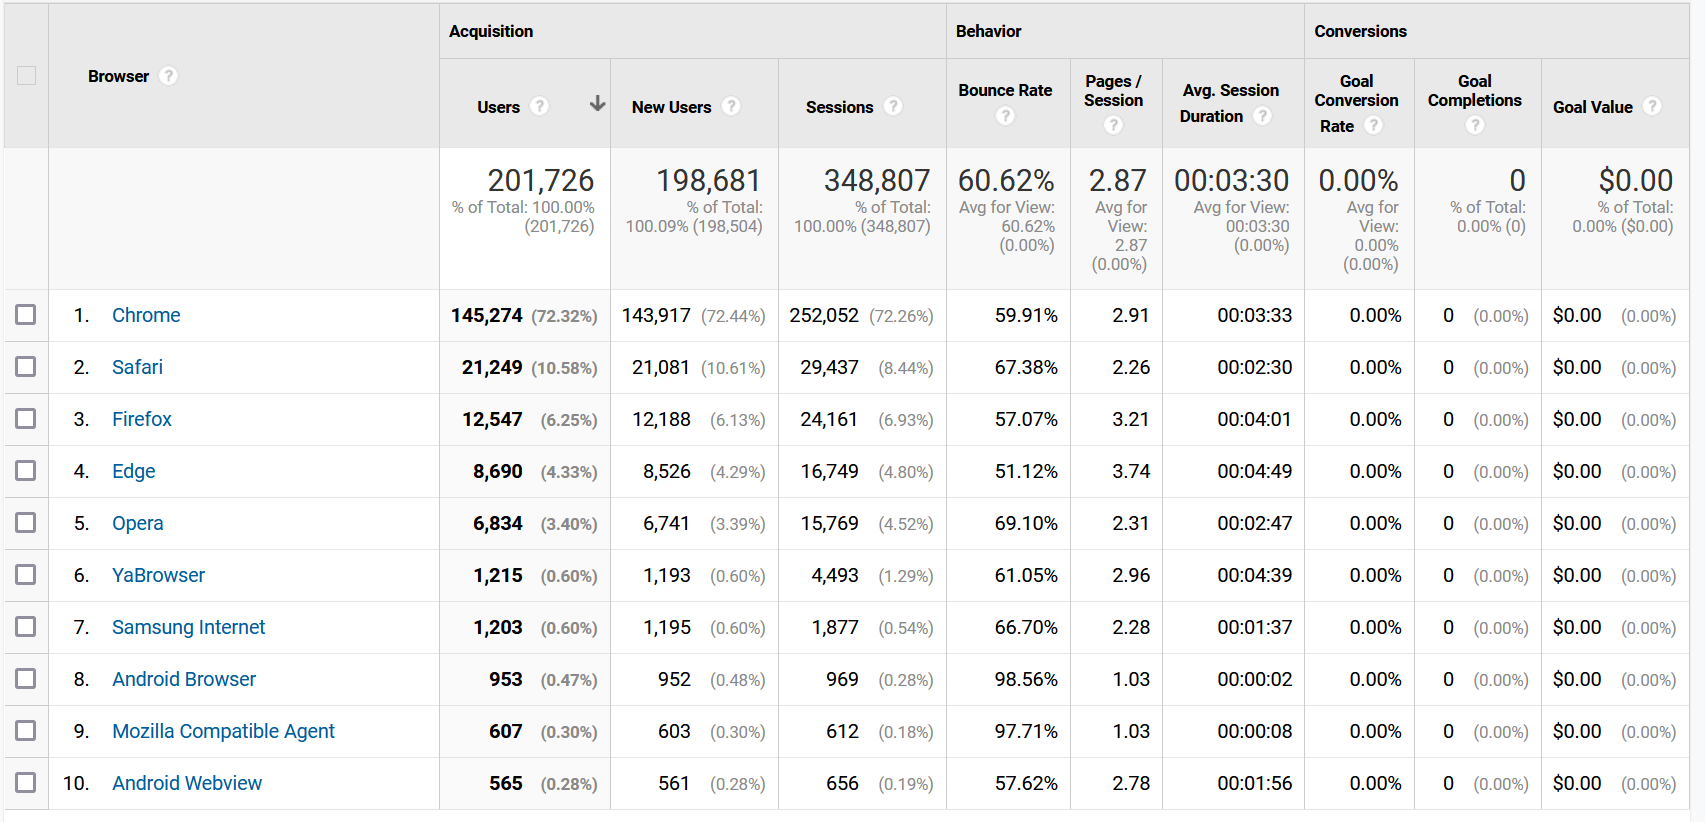 Acquisition Behavior Conversions
Browser ?
Users ? New Users ? Sessions ? Bounce Rate ? Pages / Session ? Avg. Session Duration ? Goal Conversion Rate ? Goal Completions ? Goal Value ?
201,726 198,681 348,807 60.62% 2.87 00:03:30 0.00% 0 $0.00
% of Total: 100.00% (201,726) % of Total: 100.09% (198,504) % of Total: 100.00% (348,807) Avg for View: 60.62% (0.00%) Avg for View: 2.87 (0.00%) Avg for View: 00:03:30 (0.00%) Avg for View: 0.00% (0.00%) % of Total: 0.00% (0) % of Total: 0.00% ($0.00)
1. Chrome 145,274 (72.32%) 143,917 (72.44%) 252,052 (72.26%) 59.91% 2.91 00:03:33 0.00% 0 (0.00%) $0.00 (0.00%)
2. Safari 21,249 (10.58%) 21,081 (10.61%) 29,437 (8.44%) 67.38% 2.26 00:02:30 0.00% 0 (0.00%) $0.00 (0.00%)
3. Firefox 12,547 (6.25%) 12,188 (6.13%) 24,161 (6.93%) 57.07% 3.21 00:04:01 0.00% 0 (0.00%) $0.00 (0.00%)
4. Edge 8,690 (4.33%) 8,526 (4.29%) 16,749 (4.80%) 51.12% 3.74 00:04:49 0.00% 0 (0.00%) $0.00 (0.00%)
5. Opera 6,834 (3.40%) 6,741 (3.39%) 15,769 (4.52%) 69.10% 2.31 00:02:47 0.00% 0 (0.00%) $0.00 (0.00%)
6. YaBrowser 1,215 (0.60%) 1,193 (0.60%) 4,493 (1.29%) 61.05% 2.96 00:04:39 0.00% 0 (0.00%) $0.00 (0.00%)
7. Samsung Internet 1,203 (0.60%) 1,195 (0.60%) 1,877 (0.54%) 66.70% 2.28 00:01:37 0.00% 0 (0.00%) $0.00 (0.00%)
8. Android Browser 953 (0.47%) 952 (0.48%) 969 (0.28%) 98.56% 1.03 00:00:02 0.00% 0 (0.00%) $0.00 (0.00%)
9. Mozilla Compatible Agent 607 (0.30%) 603 (0.30%) 612 (0.18%) 97.71% 1.03 00:00:08 0.00% 0 (0.00%) $0.00 (0.00%)
10. Android Webview 565 (0.28%) 561 (0.28%) 656 (0.19%) 57.62% 2.78 00:01:56 0.00% 0 (0.00%) $0.00 (0.00%)